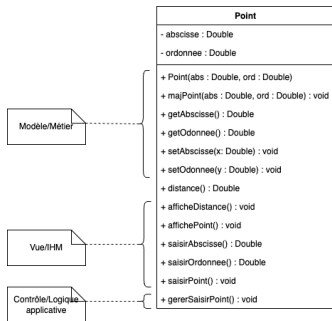 Point
- abscisse : Double
- ordonnee : Double
+ Point(abs : Double, ord : Double)
+ majPoint(abs : Double, ord : Double) : void
+ getAbscisse() : Double
+ getOdonnee() : Double
+ setAbscisse(x: Double) : void
+ setOdonnee(y : Double) : void
+ distance() : Double
+ afficheDistance() : void
+ affichePoint() : void
+ saisirAbscisse() : Double
+ saisirOrdonnee() : Double
+ saisirPoint() : void
+ gererSaisirPoint() : void
Modèle/Métier
Vue/IHM
Contrôle/Logique
applicative